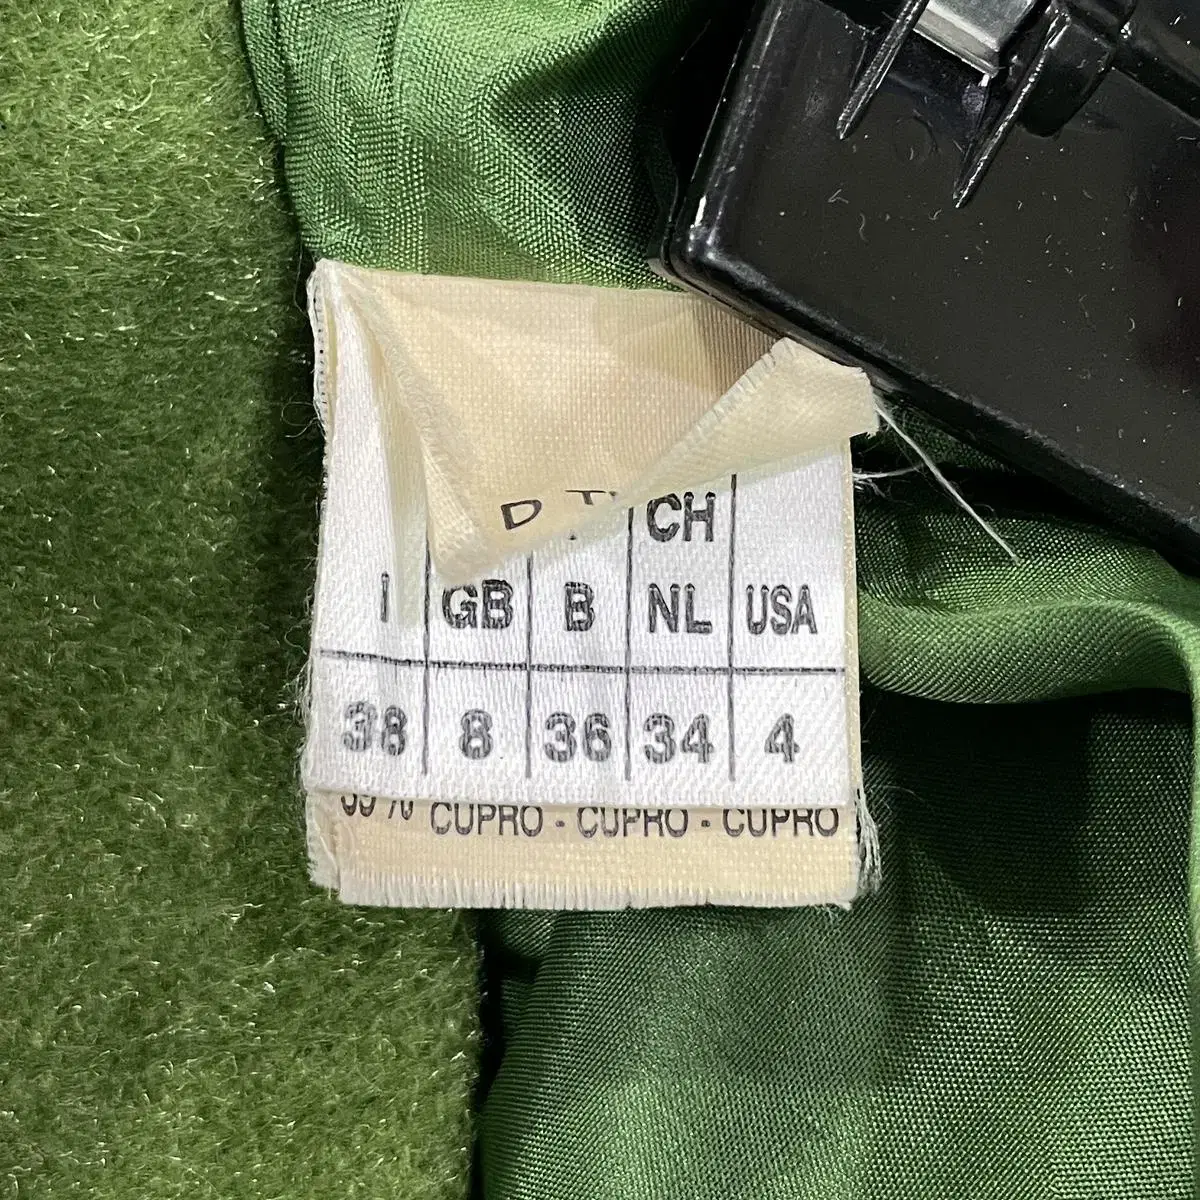 D
CH
I GB B NL USA
38 8 36 34 4
CUPRO - CUPRO - CUPRO